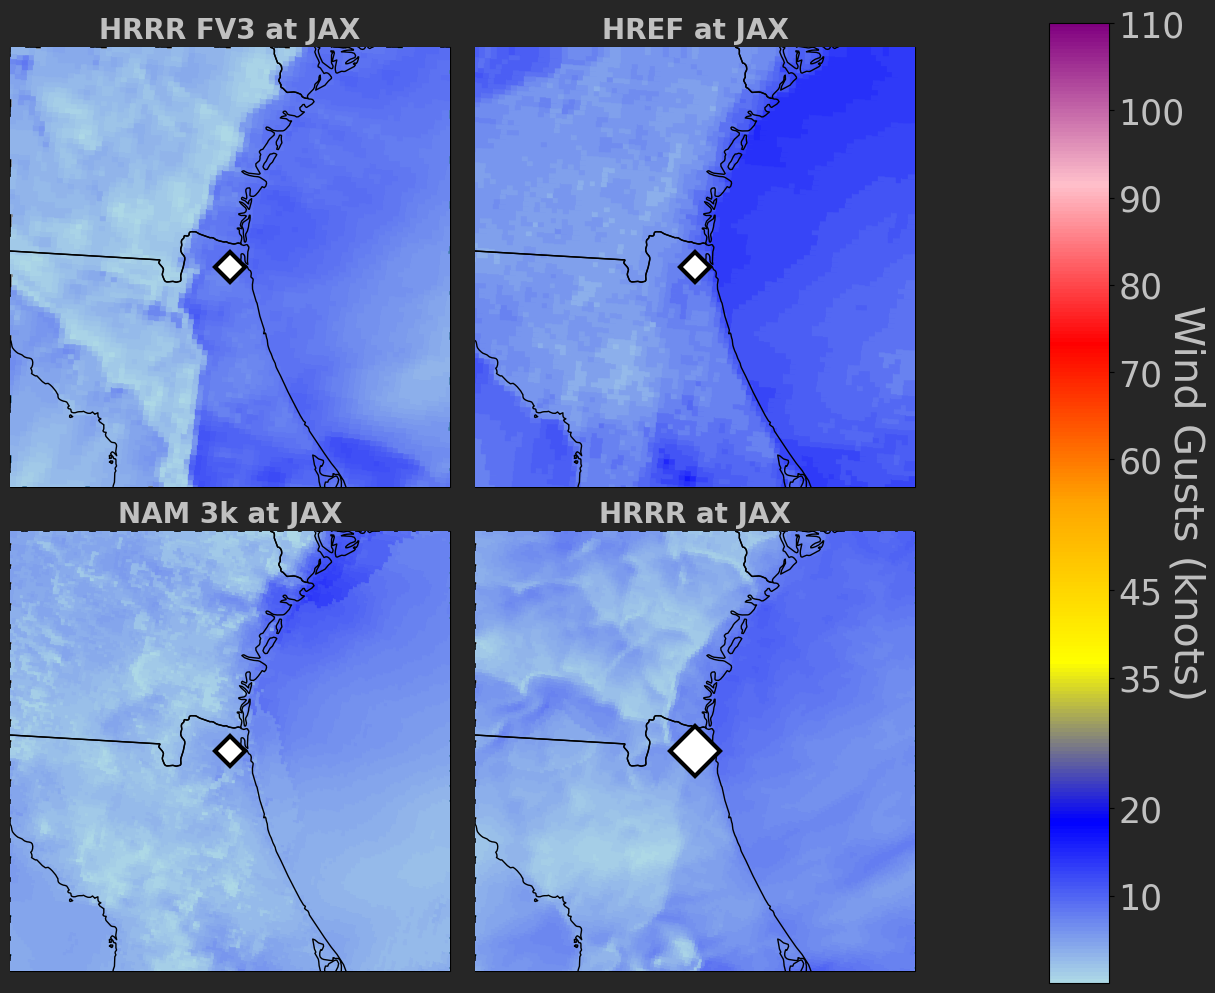 HRRR FV3 at JAX
HREF at JAX
NAM 3k at JAX
HRRR at JAX
110
100
90
80
70
60
45
35
20
10
Wind Gusts (knots)